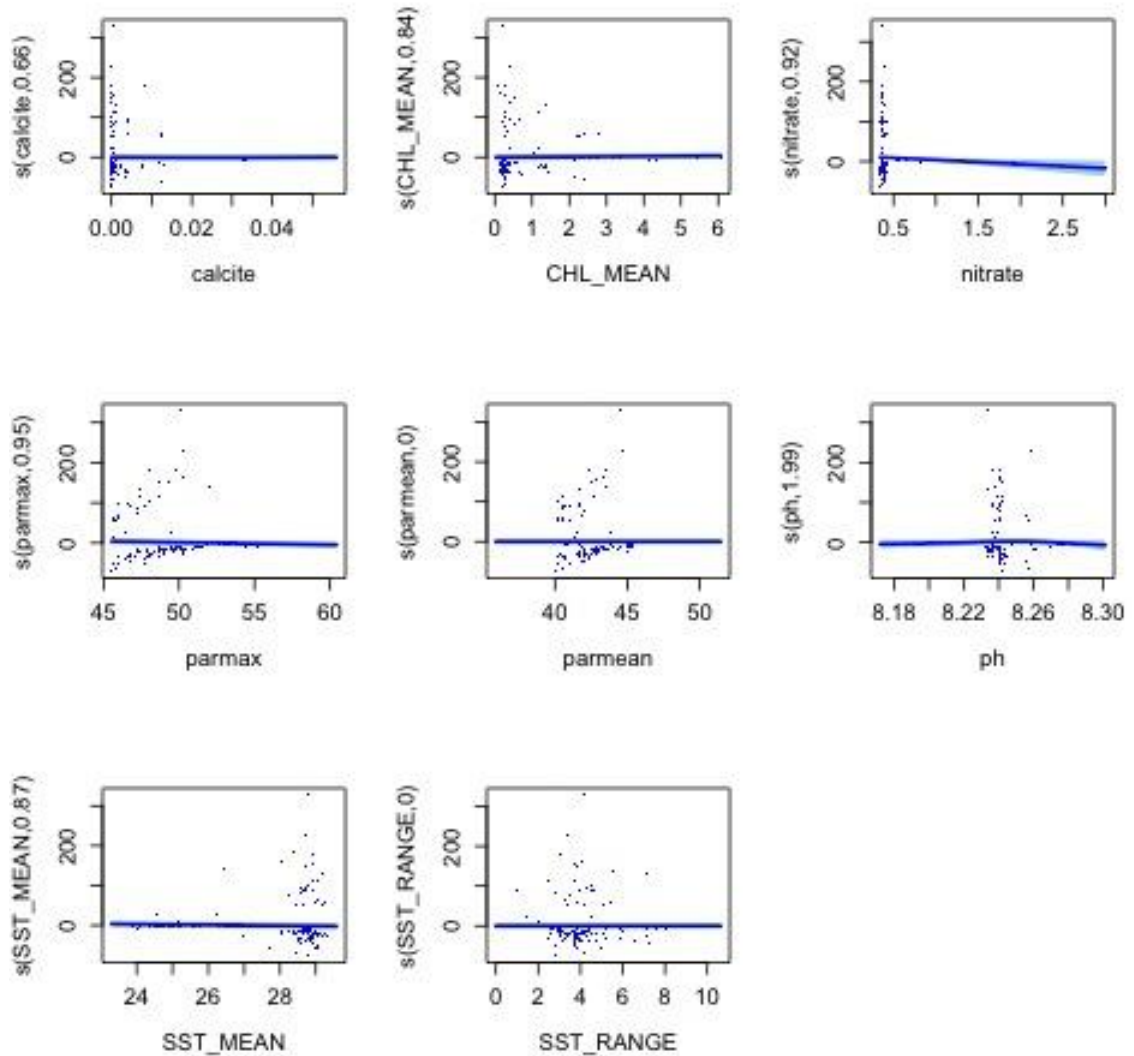 s(calcite,0.66)
200
0
0.00 0.02 0.04
calcite
s(CHL_MEAN,0.84)
200
0
0 1 2 3 4 5 6
CHL_MEAN
s(nitrate,0.92)
200
0
0.5 1.5 2.5
nitrate
s(parmax,0.95)
200
0
45 50 55 60
parmax
s(parmean,0)
200
0
40 45 50
parmean
s(ph,1.99)
200
0
8.18 8.22 8.26 8.30
ph
s(SST_MEAN,0.87)
200
0
24 26 28
SST_MEAN
s(SST_RANGE,0)
200
0
0 2 4 6 8 10
SST_RANGE